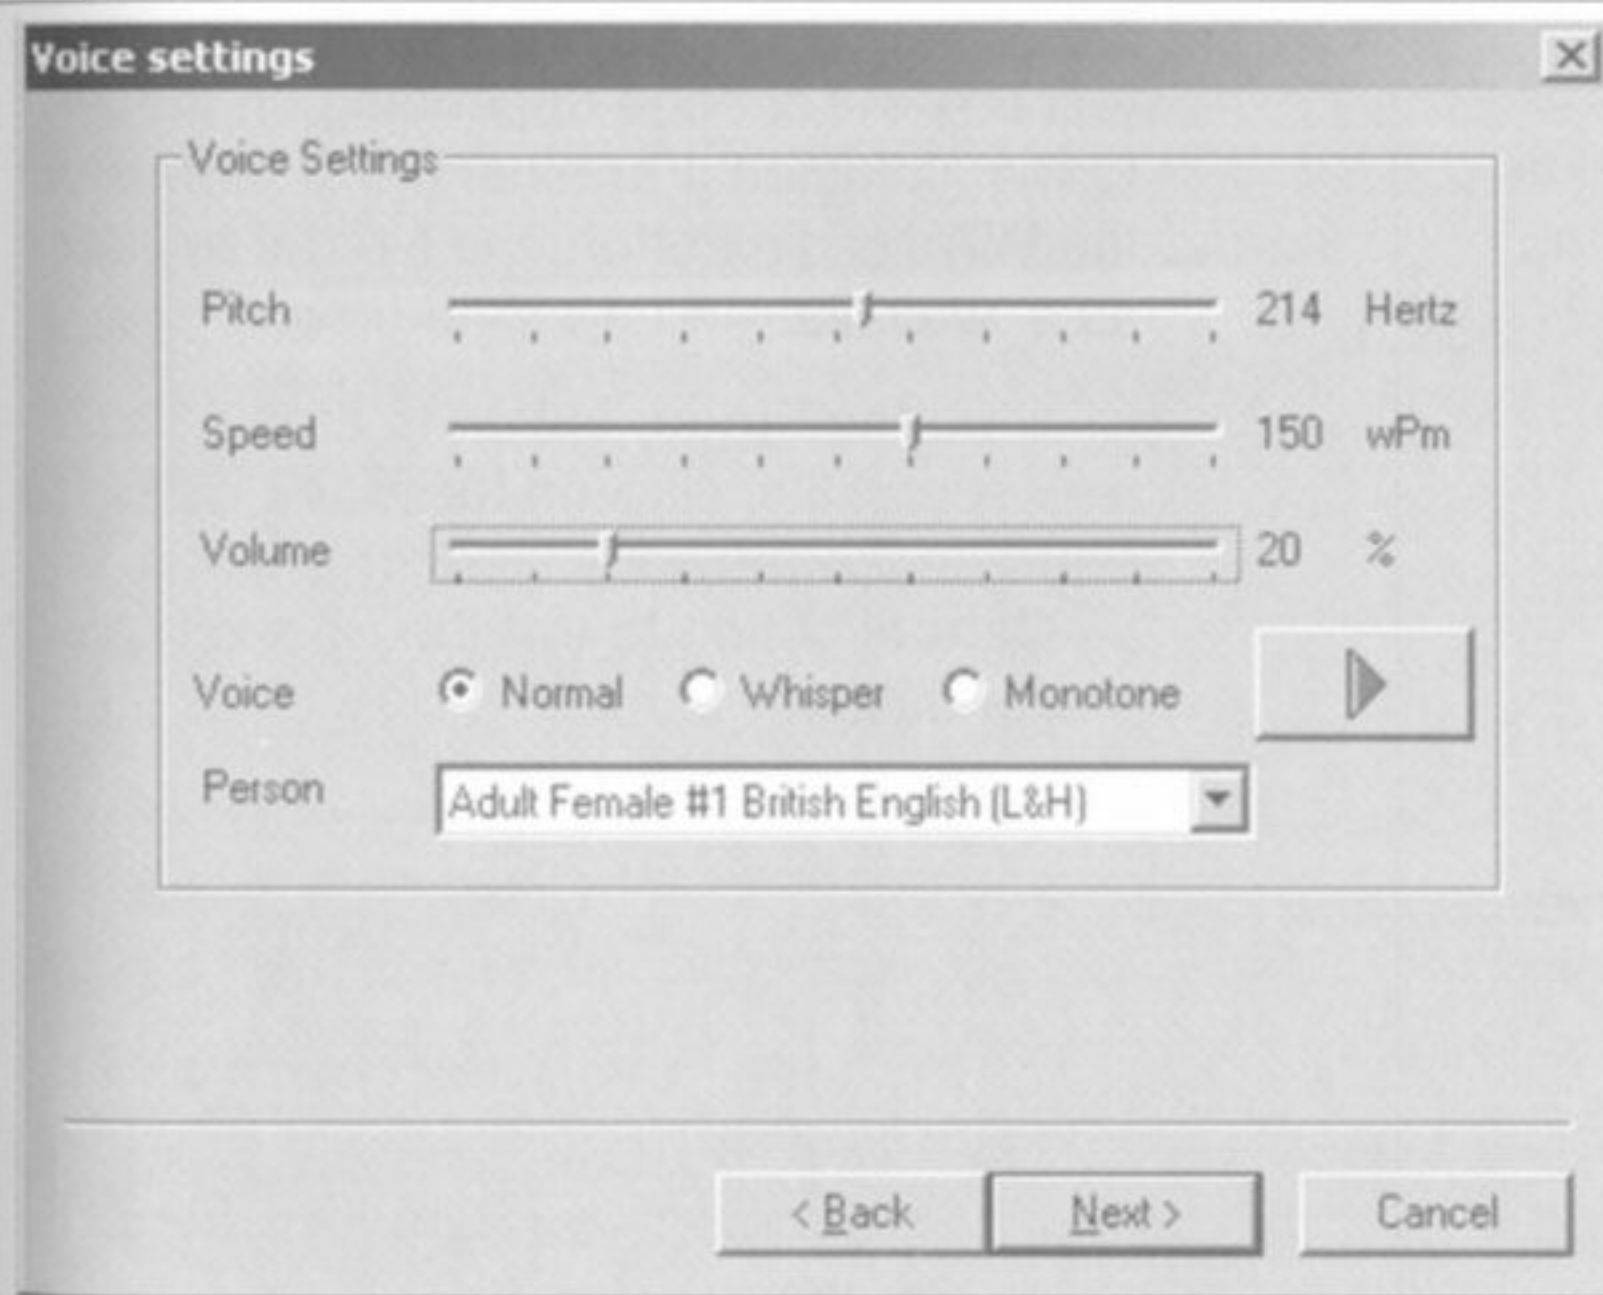 Voice settings
Voice Settings
Pitch 214 Hertz
Speed 150 wPm
Volume 20 %
Voice Normal Whisper Monotone
Person Adult Female #1 British English (L&H)
< Back Next > Cancel